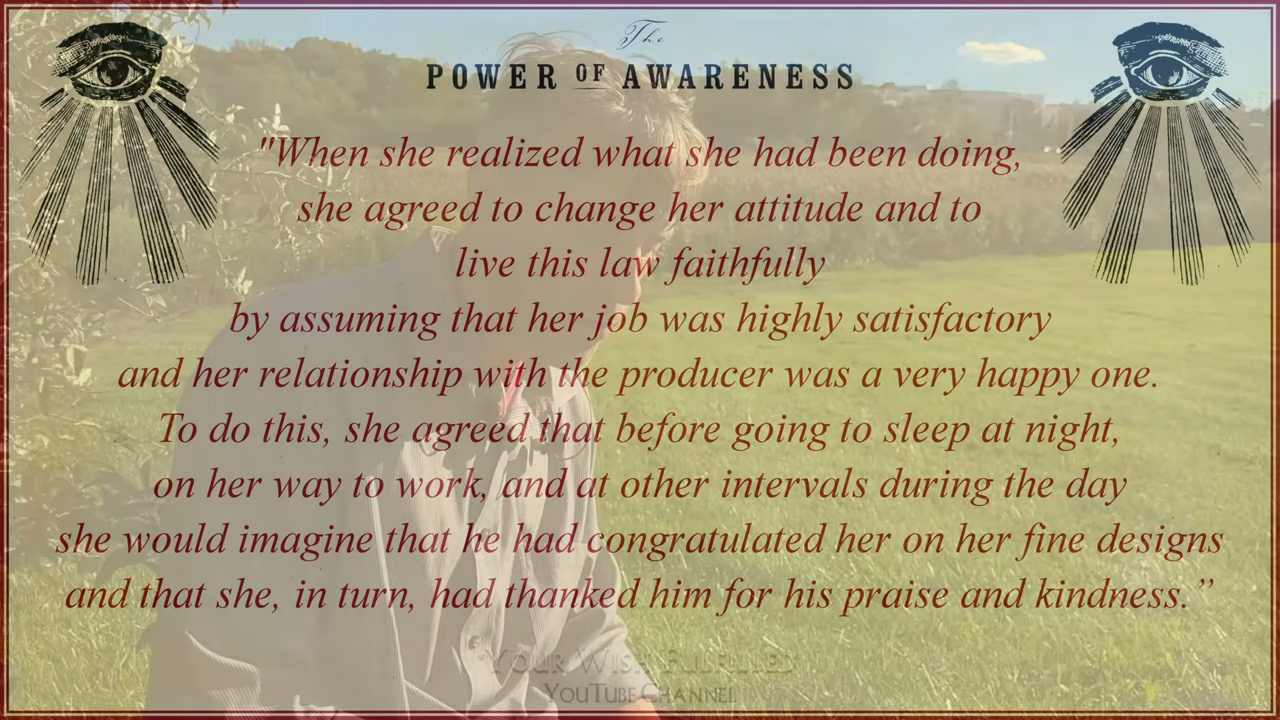 The
POWER OF AWARENESS
"When she realized what she had been doing,
she agreed to change her attitude and to
live this law faithfully
by assuming that her job was highly satisfactory
and her relationship with the producer was a very happy one.
To do this, she agreed that before going to sleep at night,
on her way to work, and at other intervals during the day
she would imagine that he had congratulated her on her fine designs
and that she, in turn, had thanked him for his praise and kindness.”
YOUR WISH FULFILLED
YOUTUBE CHANNEL